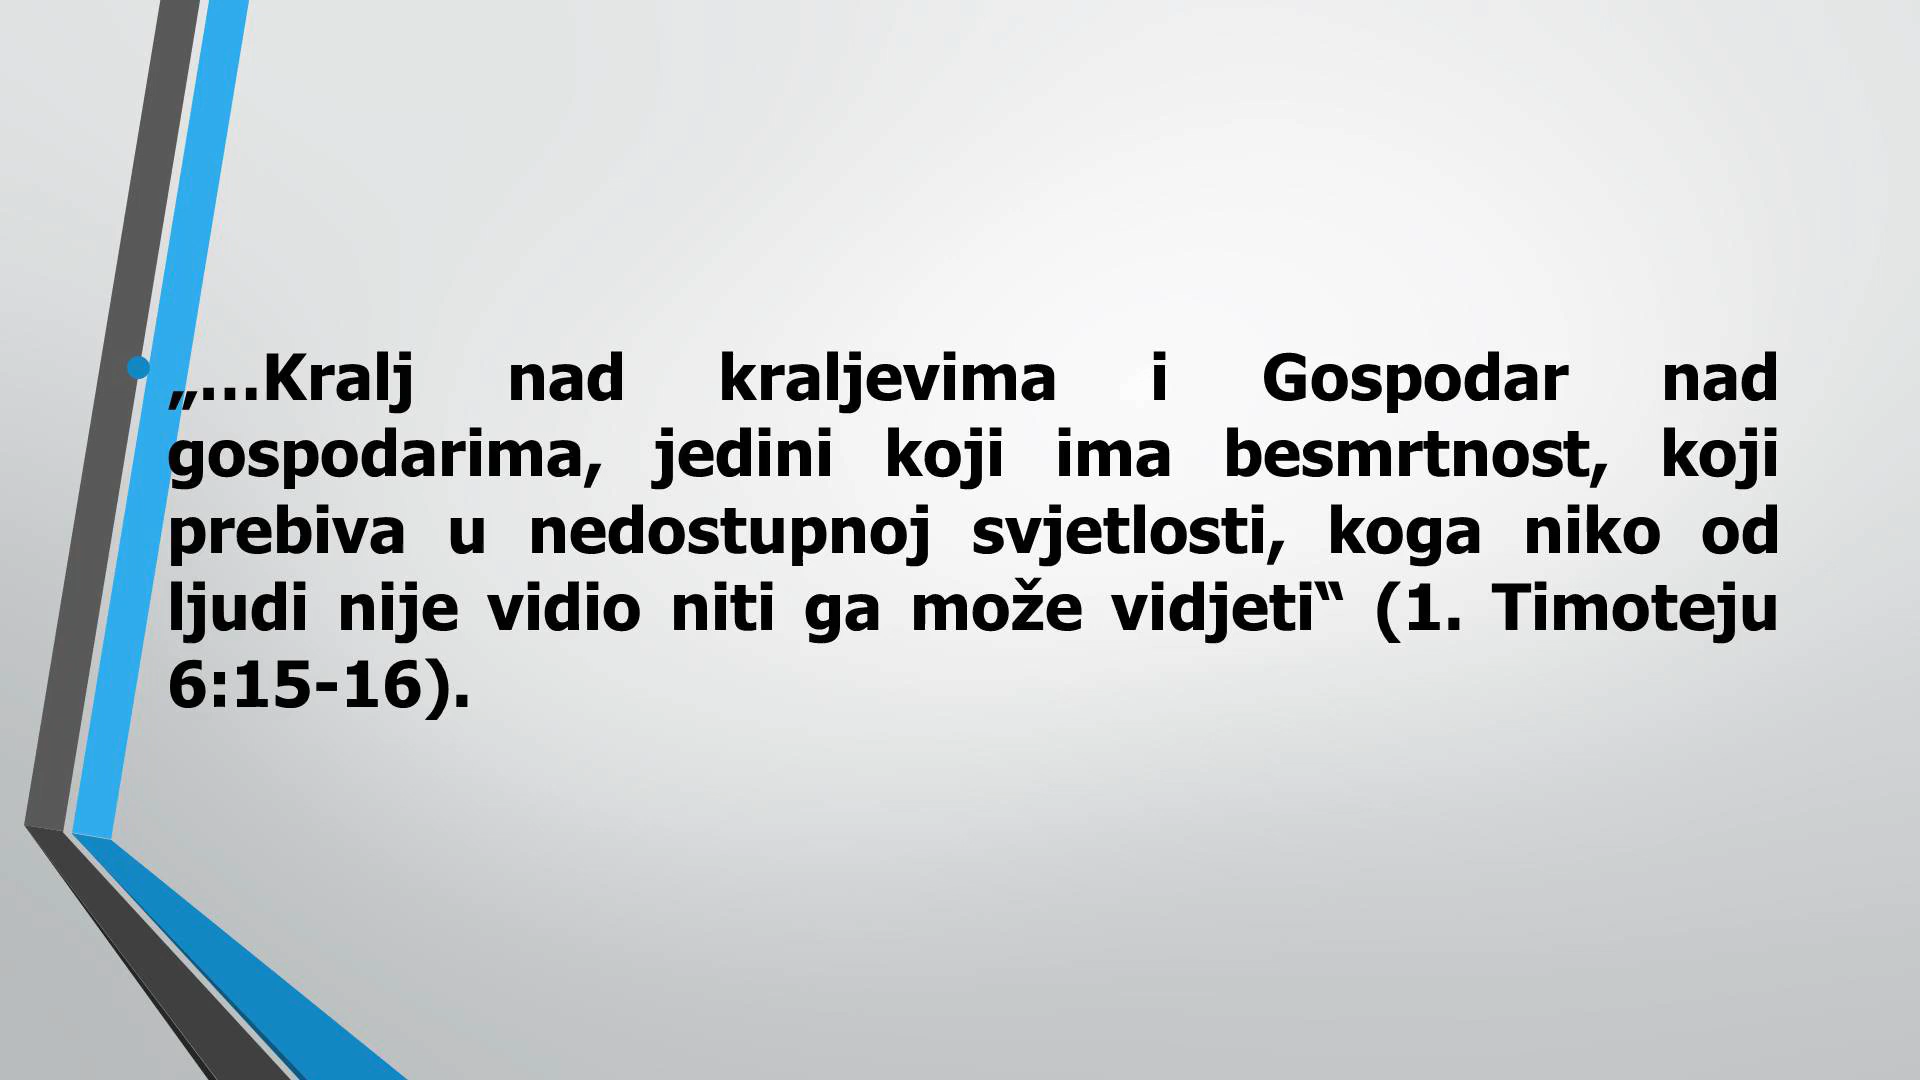 „…Kralj nad kraljevima i Gospodar nad
gospodarima, jedini koji ima besmrtnost, koji
prebiva u nedostupnoj svjetlosti, koga niko od
ljudi nije vidio niti ga može vidjeti“ (1. Timoteju
6:15-16).